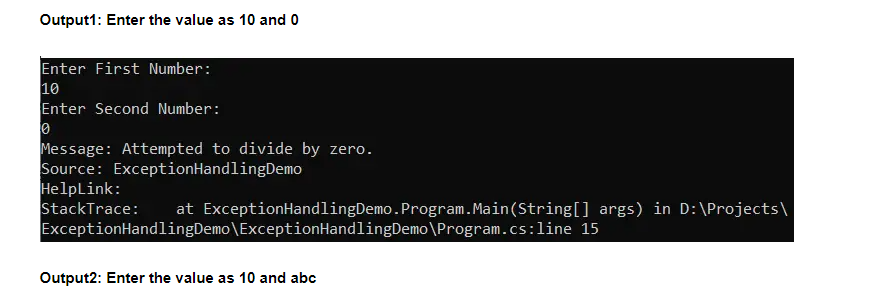 Output1: Enter the value as 10 and 0
Enter First Number:
10
Enter Second Number:
0
Message: Attempted to divide by zero.
Source: ExceptionHandlingDemo
HelpLink:
StackTrace:    at ExceptionHandlingDemo.Program.Main(String[] args) in D:\Projects\
ExceptionHandlingDemo\ExceptionHandlingDemo\Program.cs:line 15
Output2: Enter the value as 10 and abc